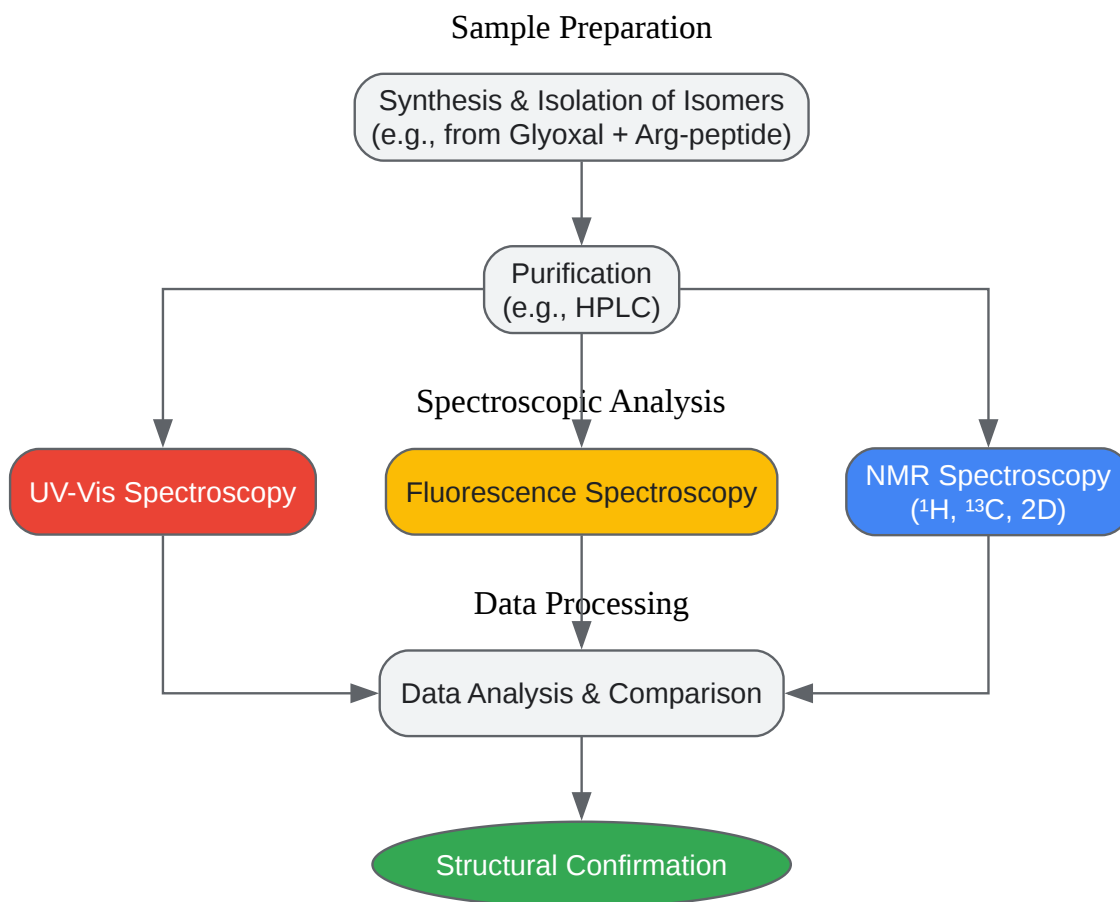 Sample Preparation
Synthesis & Isolation of Isomers
(e.g., from Glyoxal + Arg-peptide)
Purification
(e.g., HPLC)
Spectroscopic Analysis
UV-Vis Spectroscopy
Fluorescence Spectroscopy
NMR Spectroscopy
(¹H, ¹³C, 2D)
Data Processing
Data Analysis & Comparison
Structural Confirmation